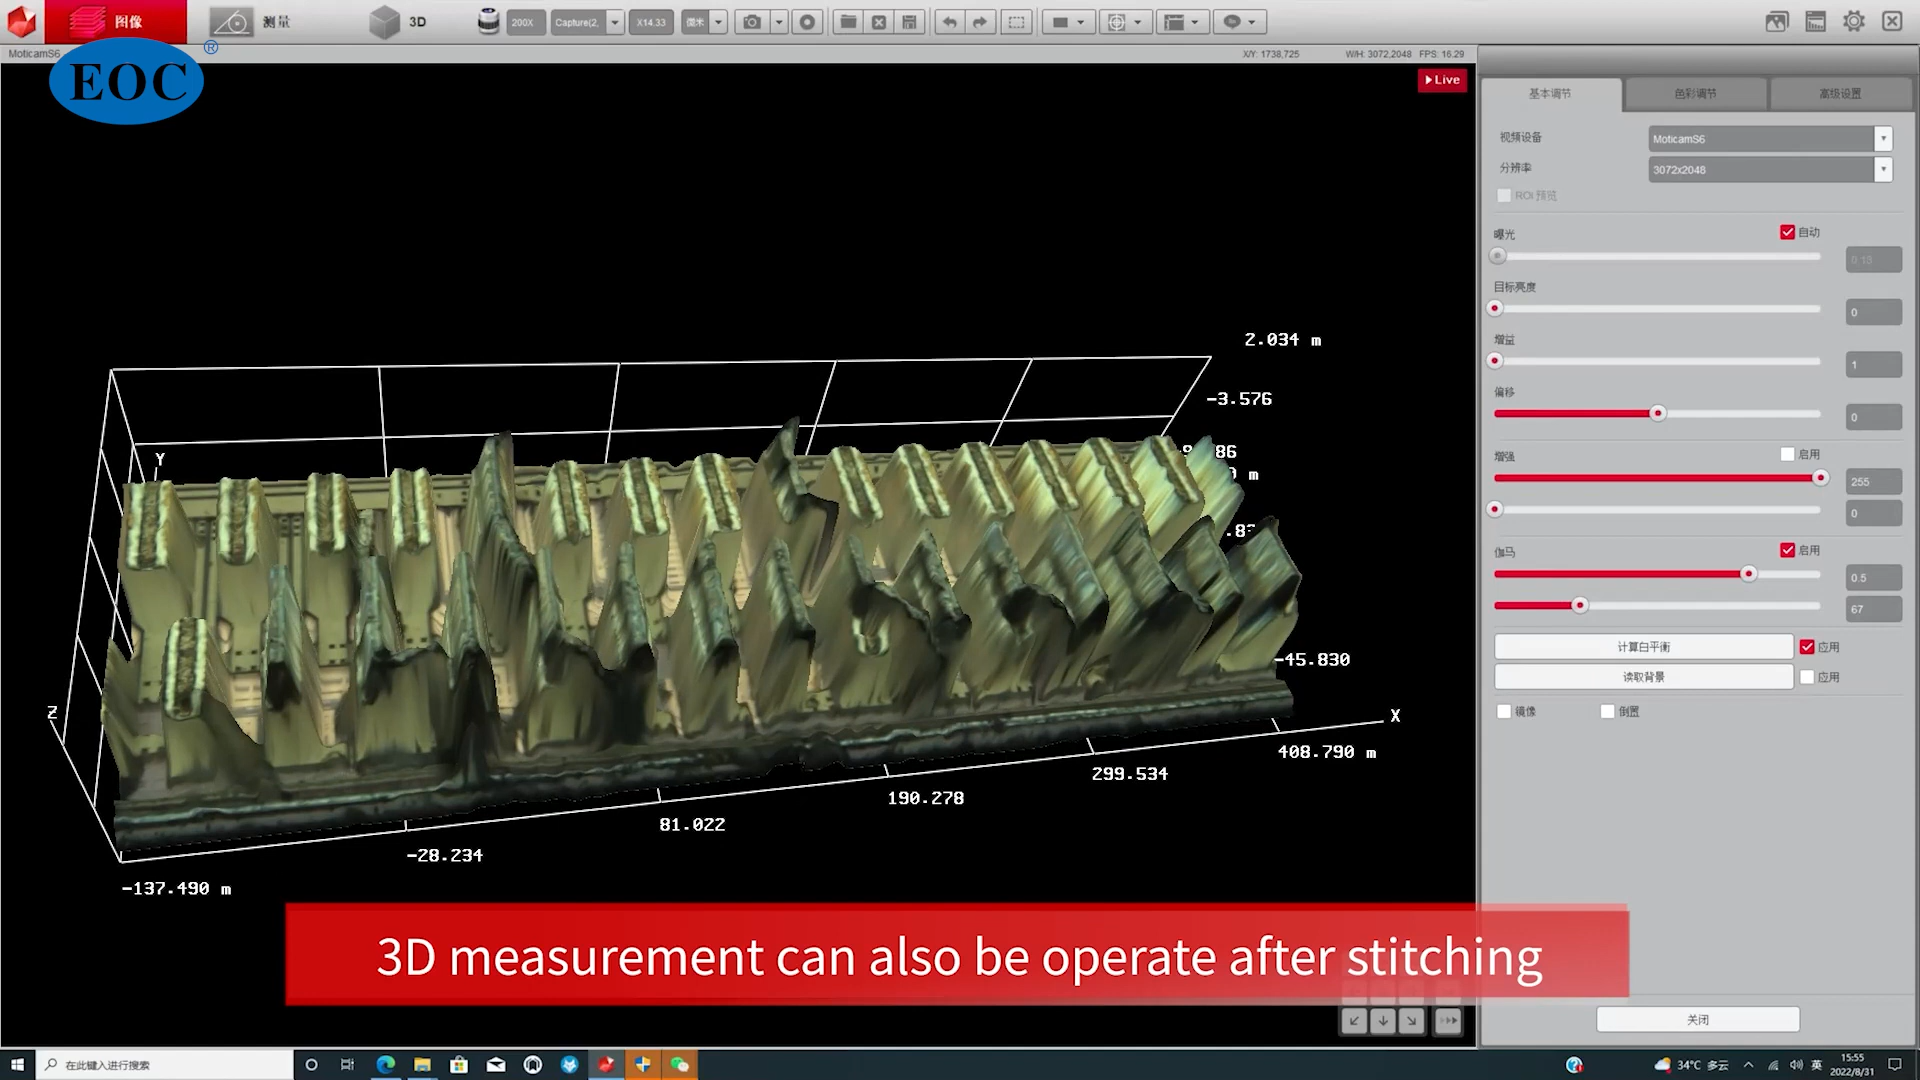 图像
测量
3D
200X
Capture(2,
X14.33
MoticamS6
X/Y: 1738,725
W/H: 3072,2048 FPS: 16.29
EOC
®
Live
基本调节
色彩调节
高级设置
视频设备
MoticamS6
分辨率
3072x2048
ROI 预览
曝光
自动
0.13
目标亮度
0
增益
1
偏移
0
增强
启用
255
0
伽马
启用
0.5
67
计算白平衡
应用
读取背景
应用
镜像
倒置
关闭
2.034 m
-3.576
86
m
-45.830
Y
Z
X
408.790 m
299.534
190.278
81.022
-28.234
-137.490 m
3D measurement can also be operate after stitching
在此键入进行搜索
34°C 多云
英
15:55
2022/8/31